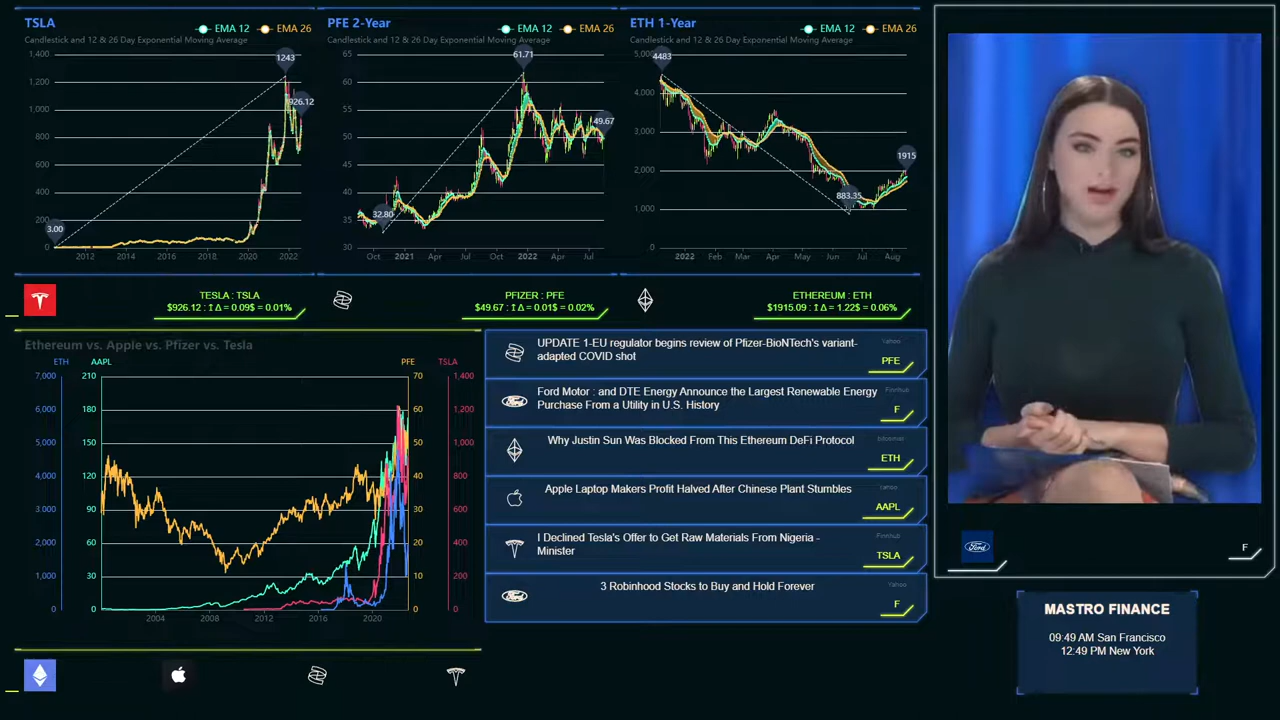 TSLA
EMA 12
EMA 26
Candlestick and 12 & 26 Day Exponential Moving Average
1,400
1,200
1,000
800
600
400
200
0
1243
926.12
3.00
2012
2014
2016
2018
2020
2022
PFE 2-Year
EMA 12
EMA 26
Candlestick and 12 & 26 Day Exponential Moving Average
65
60
55
50
45
40
35
30
61.71
49.67
32.80
Oct
2021
Apr
Jul
Oct
2022
Apr
Jul
ETH 1-Year
EMA 12
EMA 26
Candlestick and 12 & 26 Day Exponential Moving Average
5,000
4,000
3,000
2,000
1,000
0
4483
1915
883.35
2022
Feb
Mar
Apr
May
Jun
Jul
Aug
TESLA : TSLA
$926.12 : 1 Δ = 0.09$ = 0.01%
PFIZER : PFE
$49.67 : 1 Δ = 0.01$ = 0.02%
ETHEREUM : ETH
$1915.09 : 1 Δ = 1.22$ = 0.06%
Ethereum vs. Apple vs. Pfizer vs. Tesla
ETH
AAPL
PFE
TSLA
7,000
6,000
5,000
4,000
3,000
2,000
1,000
0
210
180
150
120
90
60
30
0
70
60
50
40
30
20
10
0
1,400
1,200
1,000
800
600
400
200
0
2004
2008
2012
2016
2020
UPDATE 1-EU regulator begins review of Pfizer-BioNTech's variant-
adapted COVID shot
Yahoo
PFE
Ford Motor : and DTE Energy Announce the Largest Renewable Energy
Purchase From a Utility in U.S. History
Finnhub
F
Why Justin Sun Was Blocked From This Ethereum DeFi Protocol
ETH
Apple Laptop Makers Profit Halved After Chinese Plant Stumbles
Yahoo
AAPL
I Declined Tesla's Offer to Get Raw Materials From Nigeria -
Minister
Finnhub
TSLA
3 Robinhood Stocks to Buy and Hold Forever
Yahoo
F
Ford
F
MASTRO FINANCE
09:49 AM San Francisco
12:49 PM New York